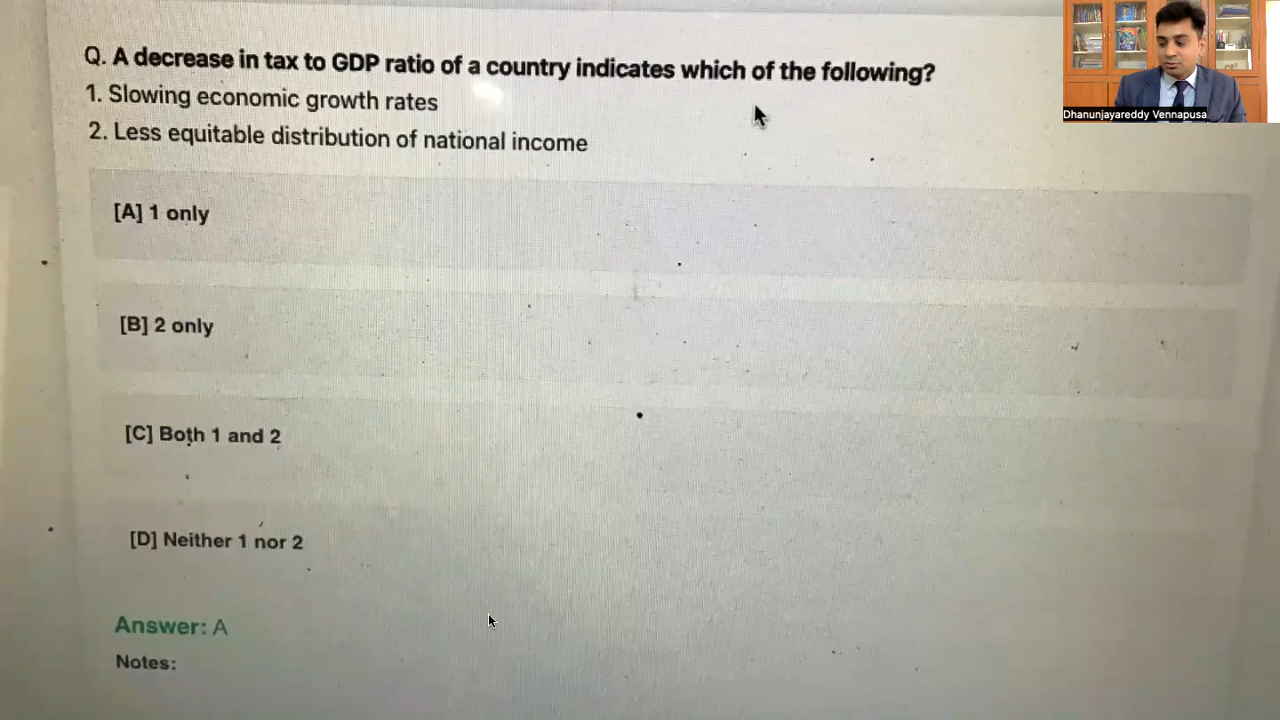 Q. A decrease in tax to GDP ratio of a country indicates which of the following?
1. Slowing economic growth rates
2. Less equitable distribution of national income
[A] 1 only
[B] 2 only
[C] Both 1 and 2
[D] Neither 1 nor 2
Answer: A
Notes:
Dhanunjayareddy Vennapusa